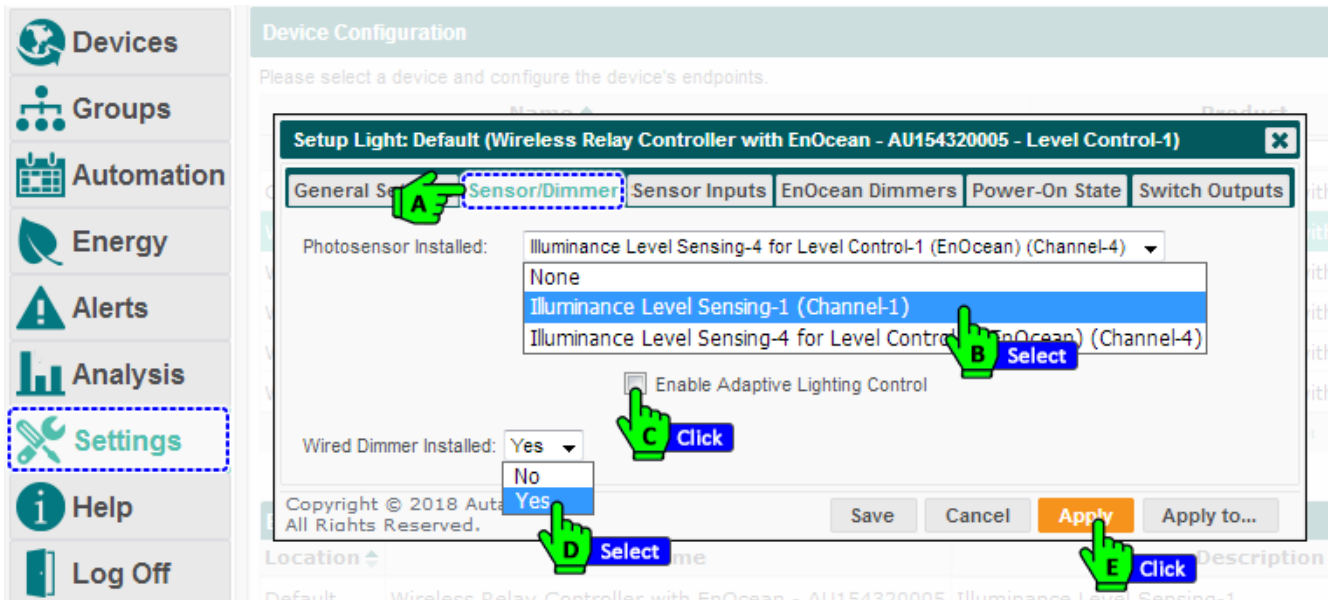 Devices
Groups
Automation
Energy
Alerts
Analysis
Settings
Help
Log Off
Device Configuration
Please select a device and configure the device's endpoints.
Name
Product
Setup Light: Default (Wireless Relay Controller with EnOcean - AU154320005 - Level Control-1)
General Se
A
Sensor/Dimmer
Sensor Inputs
EnOcean Dimmers
Power-On State
Switch Outputs
Photosensor Installed:
Illuminance Level Sensing-4 for Level Control-1 (EnOcean) (Channel-4)
None
Illuminance Level Sensing-1 (Channel-1)
Illuminance Level Sensing-4 for Level Contro EnOcean) (Channel-4)
B Select
Enable Adaptive Lighting Control
C Click
Wired Dimmer Installed: Yes
No
Yes
D Select
Copyright © 2018 Auta
All Rights Reserved.
Save
Cancel
Apply
Apply to...
E Click
Location
me
Description
Default Wireless Relay Controller with EnOcean - AU154320005 Illuminance Level Sensing-1